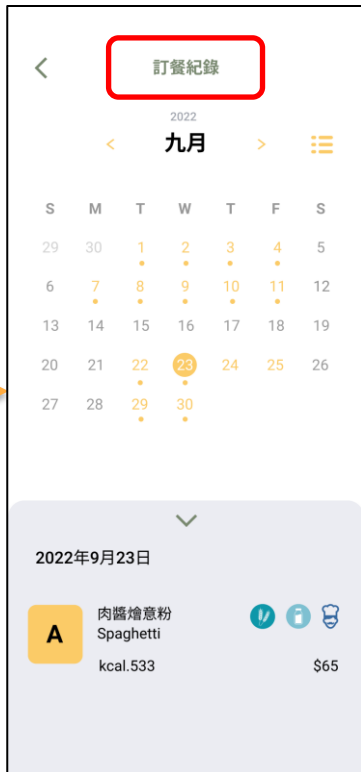 訂餐紀錄
2022
< 九月 >
S M T W T F S
29 30 1 2 3 4 5
6 7 8 9 10 11 12
13 14 15 16 17 18 19
20 21 22 23 24 25 26
27 28 29 30
2022年9月23日
A
肉醬燴意粉
Spaghetti
kcal.533 $65